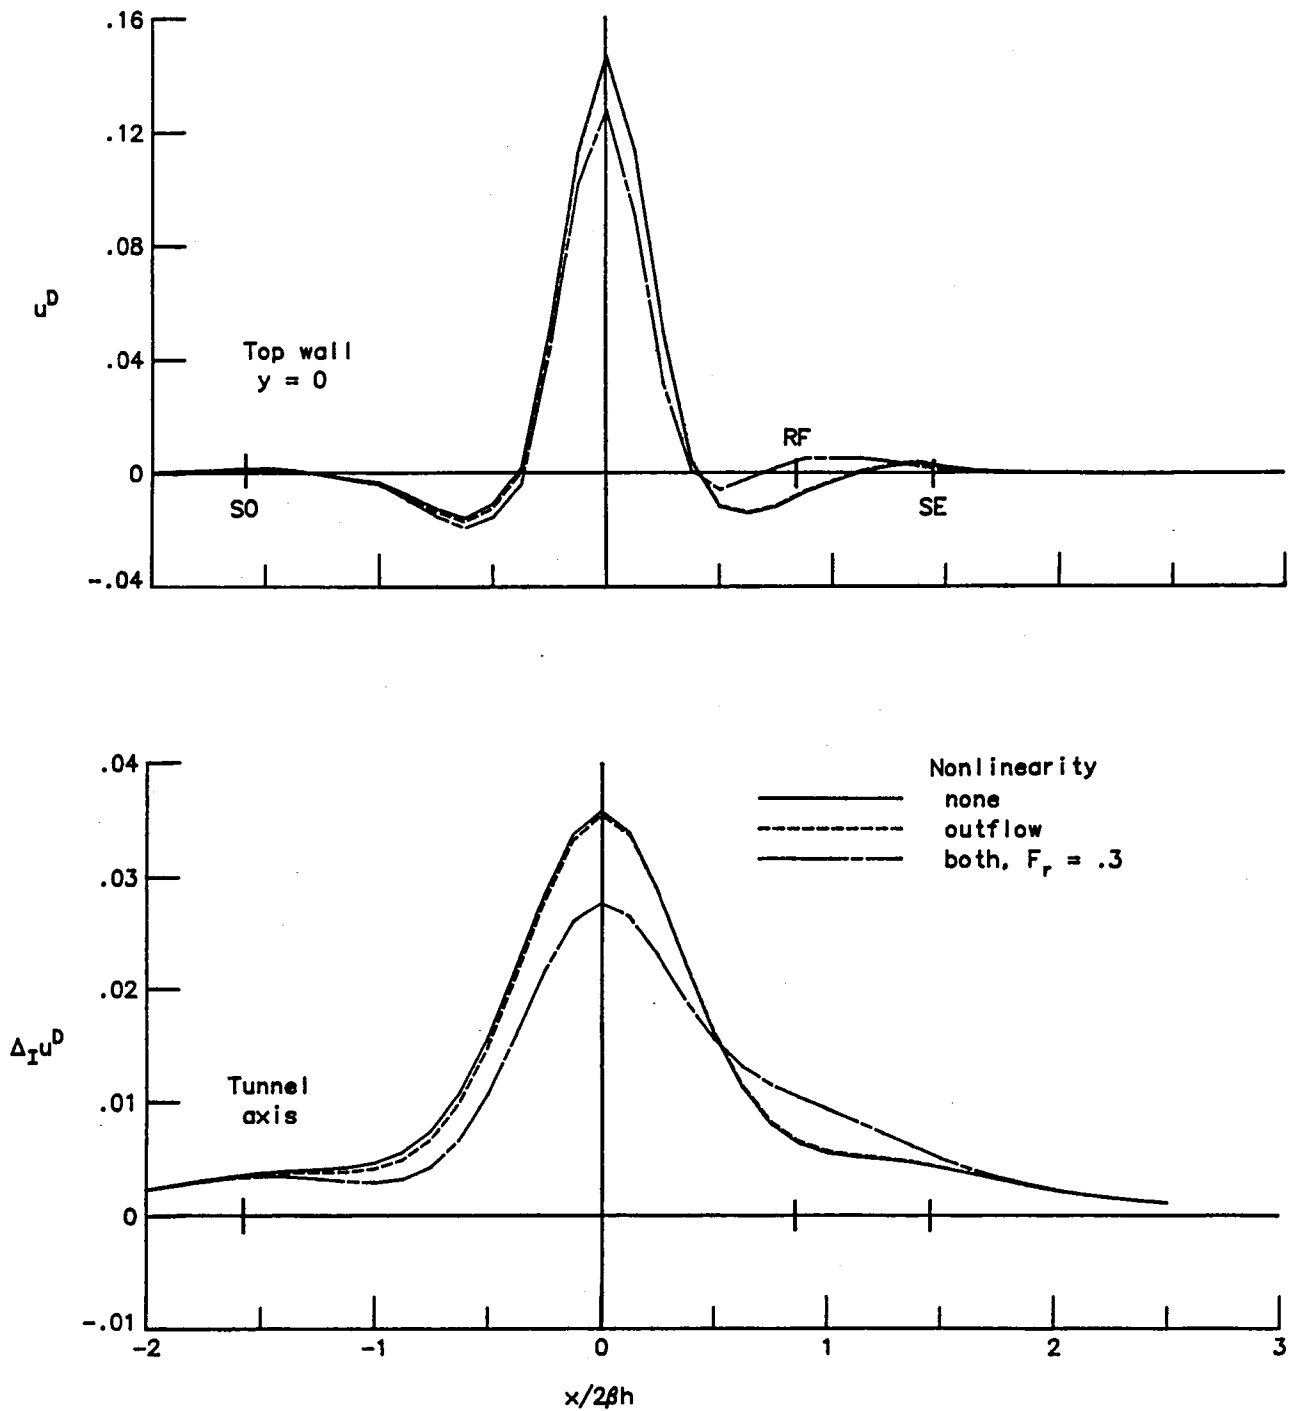 .16
.12
.08
u^D
Top wall
y = 0
.04
RF
0
SO
SE
-.04
.04
Nonlinearity
none
outflow
both, F_r = .3
.03
.02
Δ_I u^D
Tunnel
axis
.01
0
-.01
-2 -1 0 1 2 3
x/2βh